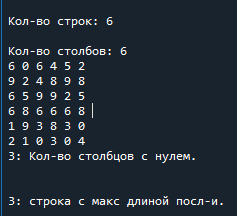 Кол-во строк: 6
Кол-во столбов: 6
6 0 6 4 5 2
9 2 4 8 9 8
6 5 9 9 2 5
6 8 6 6 6 8
1 9 3 8 3 0
2 1 0 3 0 4
3: Кол-во столбцов с нулем.
3: строка с макс длиной посл-и.